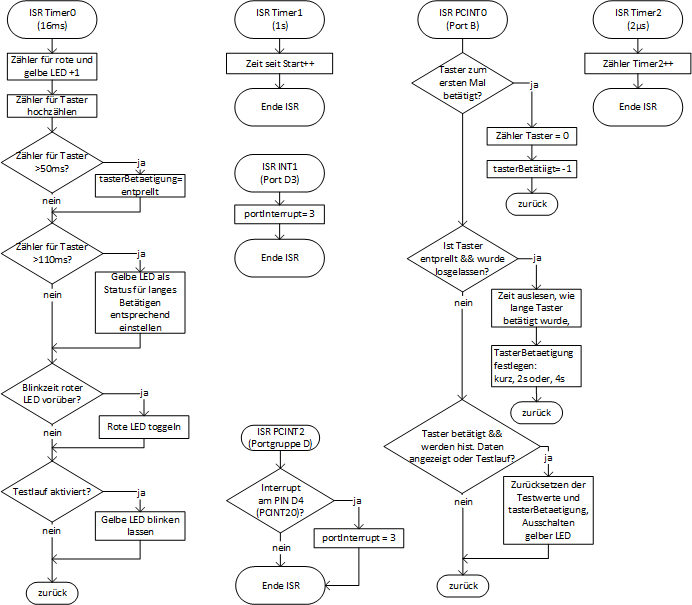 ISR Timer0
(16ms)
Zähler für rote und
gelbe LED +1
Zähler für Taster
hochzählen
Zähler für Taster
>50ms?
ja
tasterBetaetigung=
entprellt
nein
Zähler für Taster
>110ms?
ja
Gelbe LED als
Status für langes
Betätigen
entsprechend
einstellen
nein
Blinkzeit roter
LED vorüber?
ja
Rote LED toggeln
nein
Testlauf aktiviert?
ja
Gelbe LED blinken
lassen
nein
zurück
ISR Timer1
(1s)
Zeit seit Start++
Ende ISR
ISR INT1
(Port D3)
portInterrupt= 3
Ende ISR
ISR PCINT2
(Portgruppe D)
Interrupt
am PIN D4
(PCINT20)?
ja
portInterrupt = 3
nein
Ende ISR
ISR PCINT0
(Port B)
Taster zum
ersten Mal
betätigt?
ja
Zähler Taster = 0
tasterBetätiigt= -1
zurück
Ist Taster
entprellt && wurde
losgelassen?
ja
nein
Zeit auslesen, wie
lange Taster
betätigt wurde,
TasterBetaetigung
festlegen:
kurz, 2s oder, 4s
zurück
Taster betätigt &&
werden hist. Daten
angezeigt oder Testlauf?
ja
Zurücksetzen der
Testwerte und
tasterBetaetigung,
Ausschalten
gelber LED
nein
zurück
ISR Timer2
(2µs)
Zähler Timer2++
Ende ISR